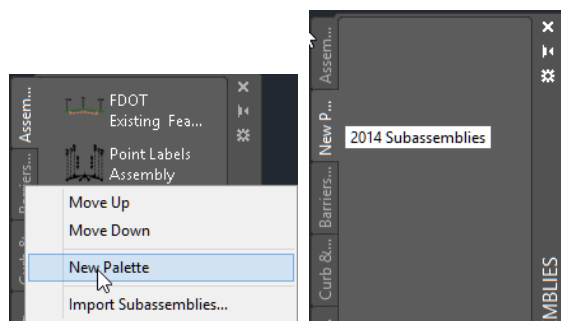 Assem...
FDOT
Existing Fea...
Point Labels
Assembly
Move Up
Move Down
New Palette
Import Subassemblies...
Assem...
New P...
2014 Subassemblies
Barriers...
Curb &...
MBLIES